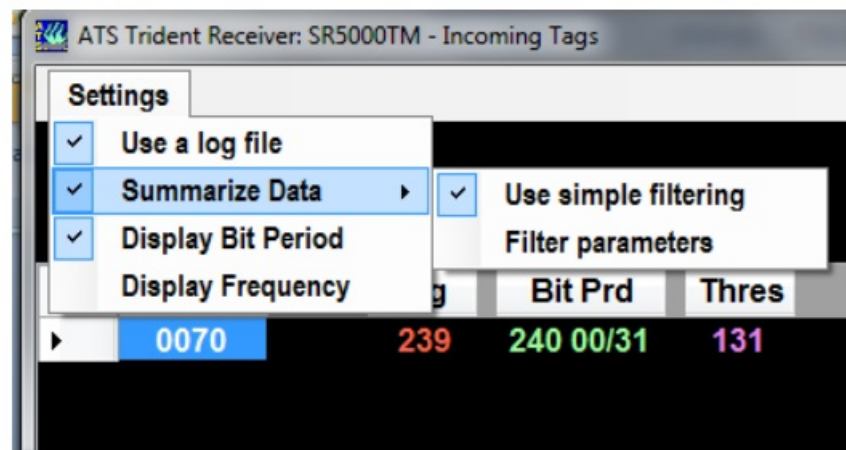 ATS Trident Receiver: SR5000TM - Incoming Tags
Settings
Use a log file
Summarize Data
Use simple filtering
Display Bit Period
Filter parameters
Display Frequency
Bit Prd Thres
0070 239 240 00/31 131